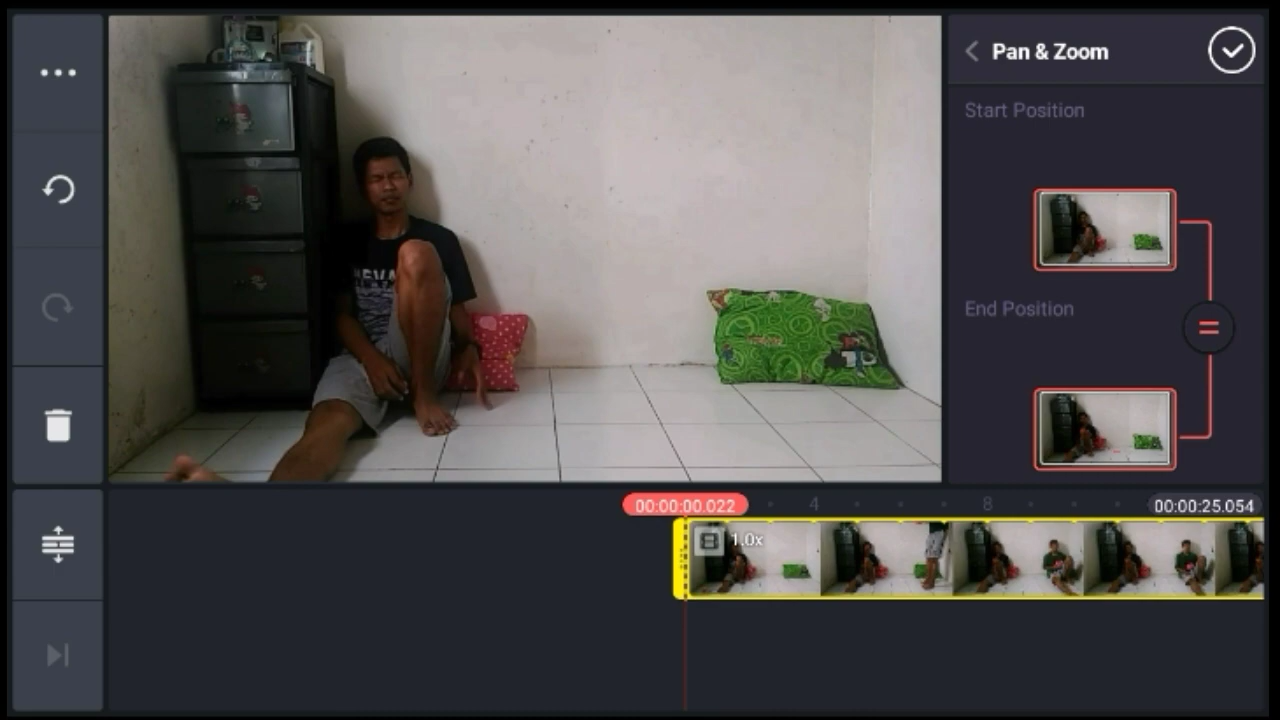 Pan & Zoom
Start Position
End Position
=
00:00:00.022
4
8
00:00:25.054
1.0x